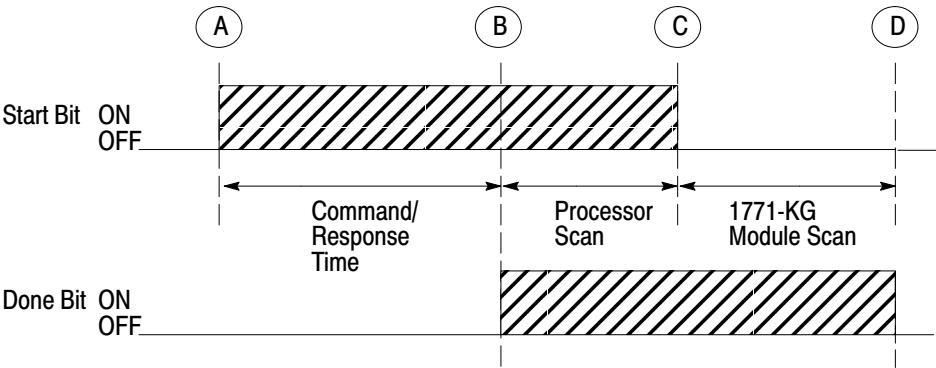 A B C D
Start Bit ON
OFF
Command/
Response
Time
Processor
Scan
1771-KG
Module Scan
Done Bit ON
OFF